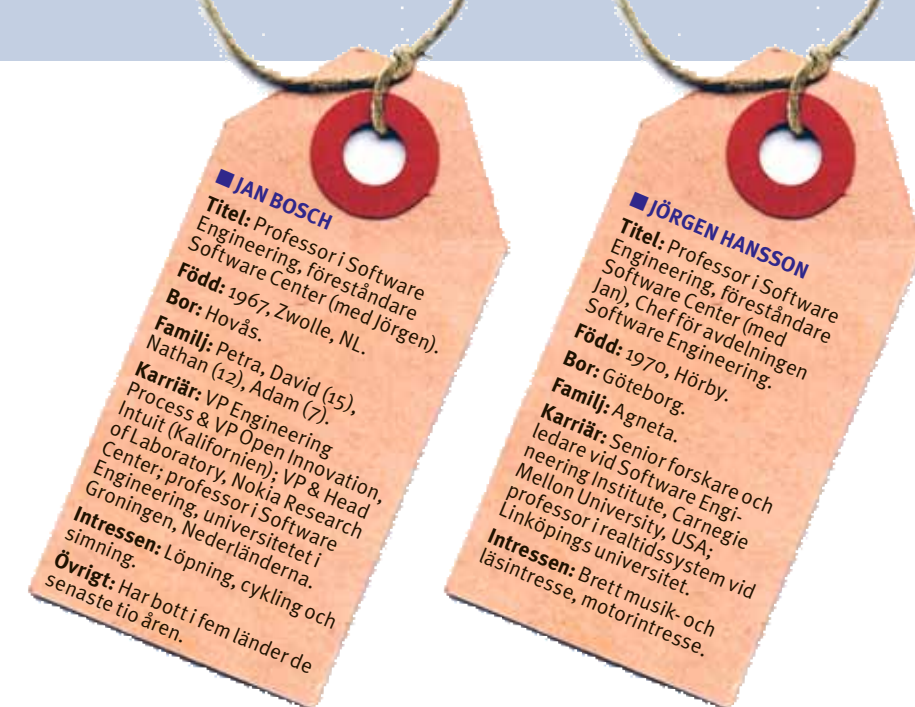 ■ JAN BOSCH
Titel: Professor i Software
Engineering, föreståndare
Software Center (med Jörgen).
Född: 1967, Zwolle, NL.
Bor: Hovås.
Familj: Petra, David (15),
Nathan (12), Adam (7).
Karriär: VP Engineering
Process & VP Open Innovation,
Intuit (Kalifornien); VP & Head
of Laboratory, Nokia Research
Center; professor i Software
Engineering, universitetet i
Groningen, Nederländerna.
Intressen: Löpning, cykling och
simning.
Övrigt: Har bott i fem länder de
senaste tio åren.
■ JÖRGEN HANSSON
Titel: Professor i Software
Engineering, föreståndare
Software Center (med
Jan), Chef för avdelningen
Software Engineering.
Född: 1970, Hörby.
Bor: Göteborg.
Familj: Agneta.
Karriär: Senior forskare och
ledare vid Software Engi-
neering Institute, Carnegie
Mellon University, USA;
professor i realtidssystem vid
Linköpings universitet.
Intressen: Brett musik- och
läsintresse, motorintresse.